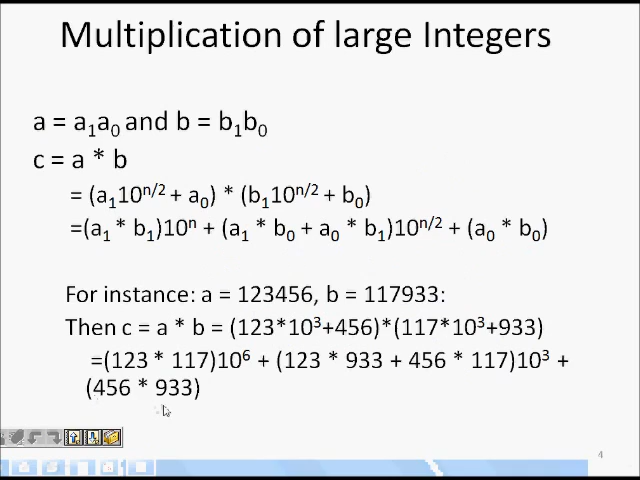 Multiplication of large Integers
a = a₁a₀ and b = b₁b₀
c = a * b
= (a₁10ⁿ/² + a₀) * (b₁10ⁿ/² + b₀)
=(a₁ * b₁)10ⁿ + (a₁ * b₀ + a₀ * b₁)10ⁿ/² + (a₀ * b₀)
For instance: a = 123456, b = 117933:
Then c = a * b = (123*10³+456)*(117*10³+933)
=(123 * 117)10⁶ + (123 * 933 + 456 * 117)10³ +
(456 * 933)
4